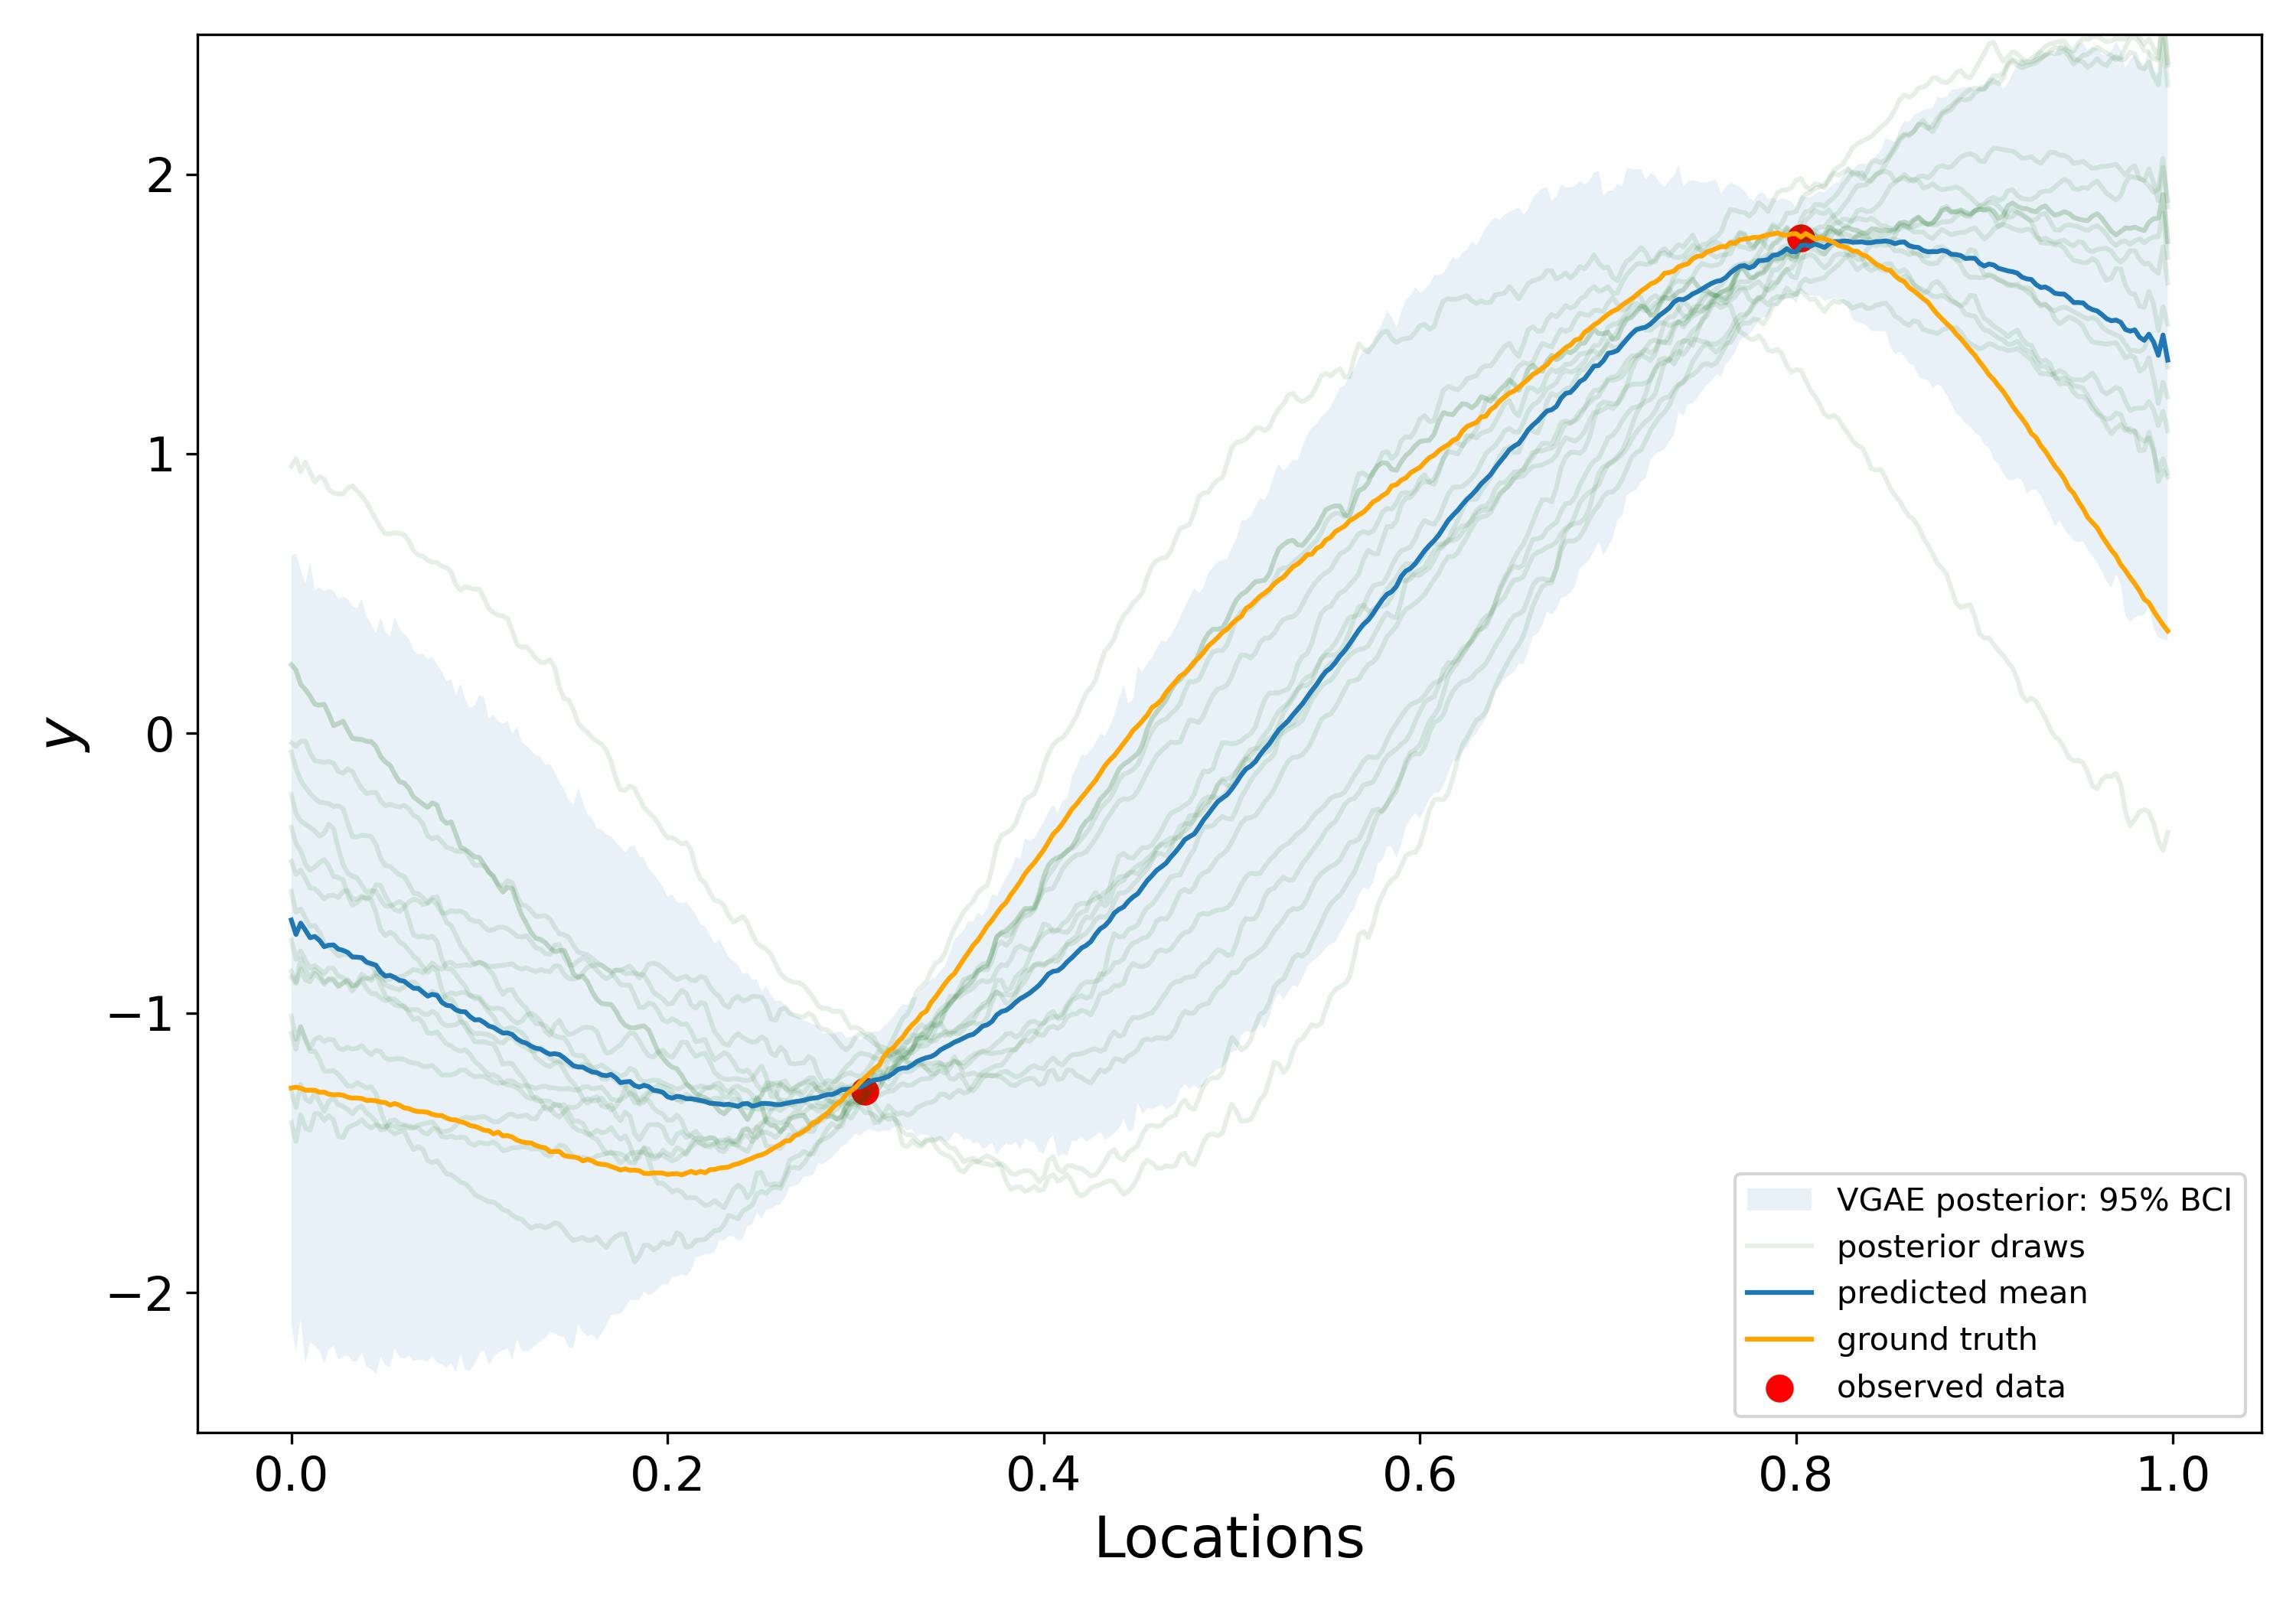 2
1
0
−1
−2
y
0.0 0.2 0.4 0.6 0.8 1.0
Locations
VGAE posterior: 95% BCI
posterior draws
predicted mean
ground truth
observed data